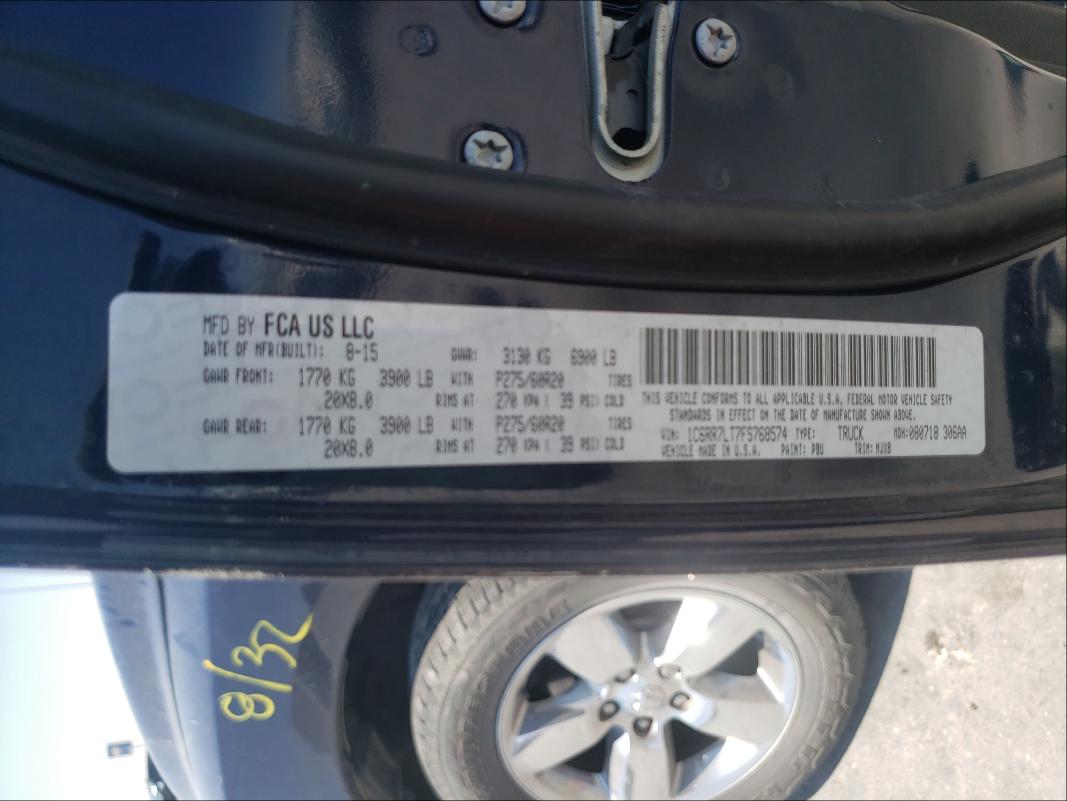 MFD BY FCA US LLC
DATE OF MFR(BUILT): 8-15 GVWR: 3130 KG 6900 LB
GAWR FRONT: 1770 KG 3900 LB WITH P275/60R20 TIRES
20X8.0 RIMS AT 270 KPA ( 39 PSI) COLD
GAWR REAR: 1770 KG 3900 LB WITH P275/60R20 TIRES
20X8.0 RIMS AT 270 KPA ( 39 PSI) COLD
THIS VEHICLE CONFORMS TO ALL APPLICABLE U.S.A. FEDERAL MOTOR VEHICLE SAFETY
STANDARDS IN EFFECT ON THE DATE OF MANUFACTURE SHOWN ABOVE.
VIN: 1C6RR7LT7FS768574 TYPE: TRUCK MDH: 080718 306AA
VEHICLE MADE IN U.S.A. PAINT: PBU TRIM: MJX8
8/32